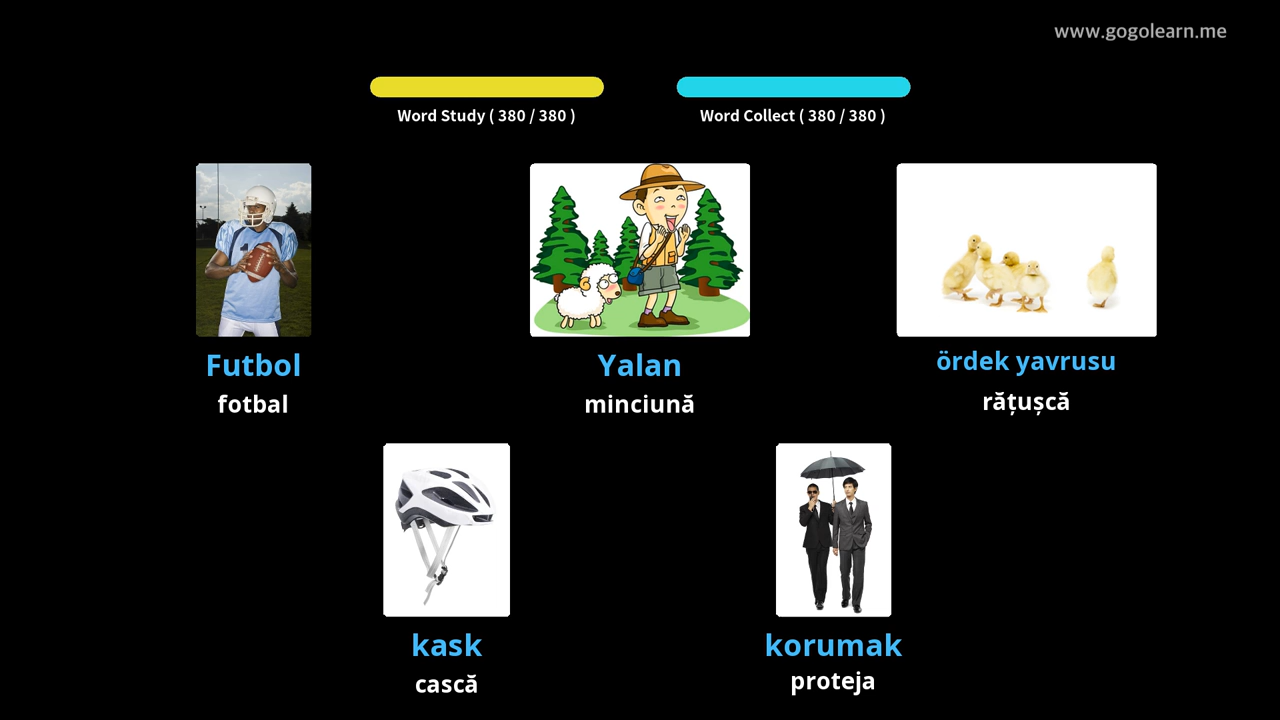 www.gogolearn.me
Word Study ( 380 / 380 )
Word Collect ( 380 / 380 )
Futbol
fotbal
Yalan
minciună
ördek yavrusu
rățușcă
kask
cască
korumak
proteja